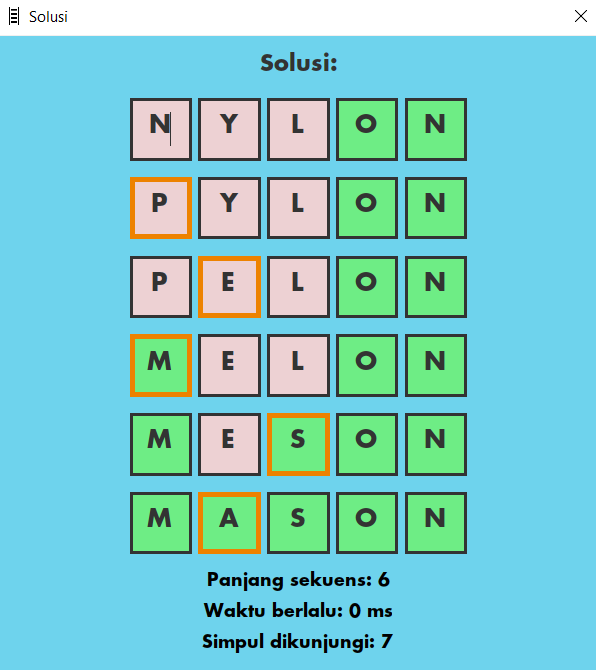 Solusi
Solusi:
N Y L O N
P Y L O N
P E L O N
M E L O N
M E S O N
M A S O N
Panjang sekuens: 6
Waktu berlalu: 0 ms
Simpul dikunjungi: 7